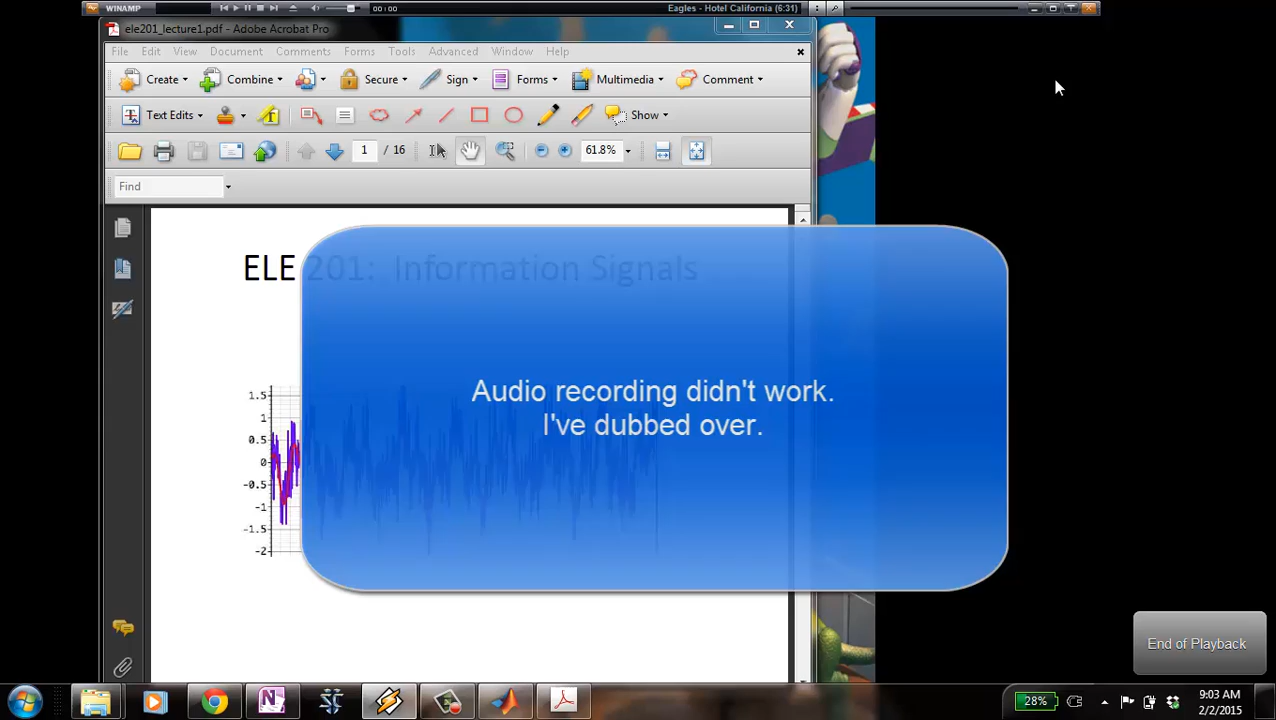 WINAMP 00:00 Eagles - Hotel California (6:31)
ele201_lecture1.pdf - Adobe Acrobat Pro
File Edit View Document Comments Forms Tools Advanced Window Help
Create Combine Secure Sign Forms Multimedia Comment
Text Edits Show
1 / 16 61.8%
Find
ELE 201: Information Signals
Audio recording didn't work.
I've dubbed over.
1.5
1
0.5
0
-0.5
-1
-1.5
-2
End of Playback
28% 9:03 AM
2/2/2015